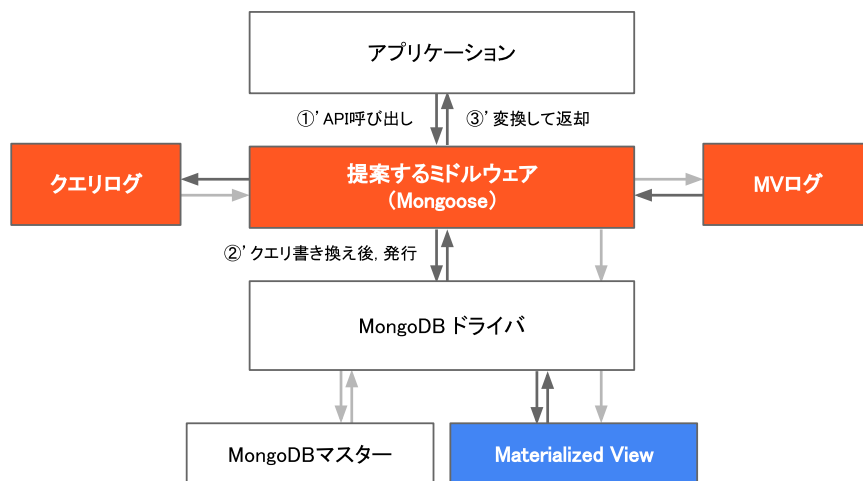 アプリケーション
①’API呼び出し
③’変換して返却
クエリログ
提案するミドルウェア
（Mongoose）
MVログ
②’クエリ書き換え後, 発行
MongoDB ドライバ
MongoDBマスター
Materialized View